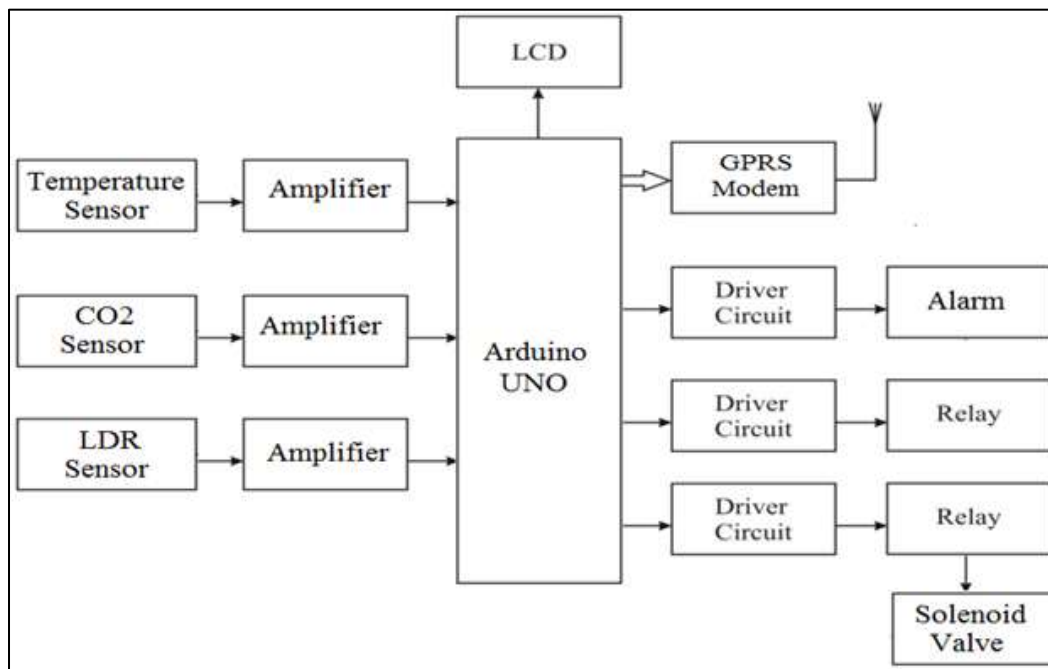 LCD
Temperature
Sensor
Amplifier
GPRS
Modem
CO2
Sensor
Amplifier
Arduino
UNO
Driver
Circuit
Alarm
LDR
Sensor
Amplifier
Driver
Circuit
Relay
Driver
Circuit
Relay
Solenoid
Valve